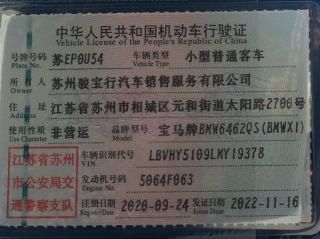 中华人民共和国机动车行驶证
Vehicle License of the People's Republic of China
号牌号码 苏EP0U54 车辆类型 小型普通客车
Plate No. Vehicle Type
所有人 苏州骏宝行汽车销售服务有限公司
Owner
住址 江苏省苏州市相城区元和街道太阳路2700号
Address
使用性质 非营运 品牌型号 宝马牌BMW6462QS(BMWX1)
Use Character Model
江苏省苏州 车辆识别代号 LBVHY5109LMY19378
VIN
市公安局交 发动机号码 5064F063
Engine No.
通警察支队 注册日期 2020-09-24 发证日期 2022-11-16
Register Date Issue Date